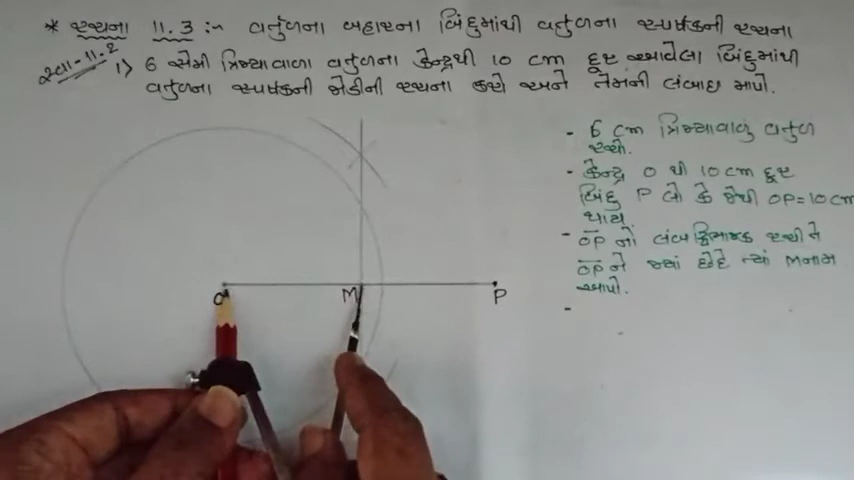 * રચના 11.3 :- વર્તુળના બહારના બિંદુમાંથી વર્તુળના સ્પર્શકની રચના
સ્વા-11.2
1) 6 સેમી ત્રિજ્યાવાળા વર્તુળના કેન્દ્રથી 10 cm દૂર આવેલા બિંદુમાંથી
વર્તુળના સ્પર્શકની જોડીની રચના કરો અને તેમની લંબાઇ માપો.
- 6 cm ત્રિજ્યાવાળું વર્તુળ
રચો.
- કેન્દ્ર O થી 10 cm દૂર
બિંદુ P લો કે જેથી OP=10 cm
થાય
- OP નો લંબદ્વિભાજક રચીને
OP ને જ્યાં છેદે ત્યાં M નામ
આપો.
-
O M P